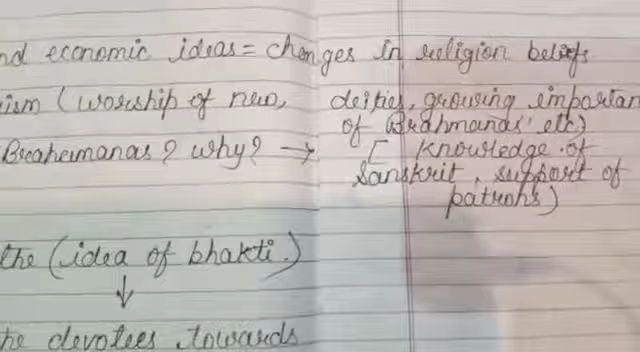 nd economic ideas = changes in religion beliefs
ism (worship of new, deities, growing importan
of Brahmanas' etc)
Breahemanas? why? → [ Knowledge of
Sanskrit, support of
patrons)
the (idea of bhakti.)
↓
he devotees towards